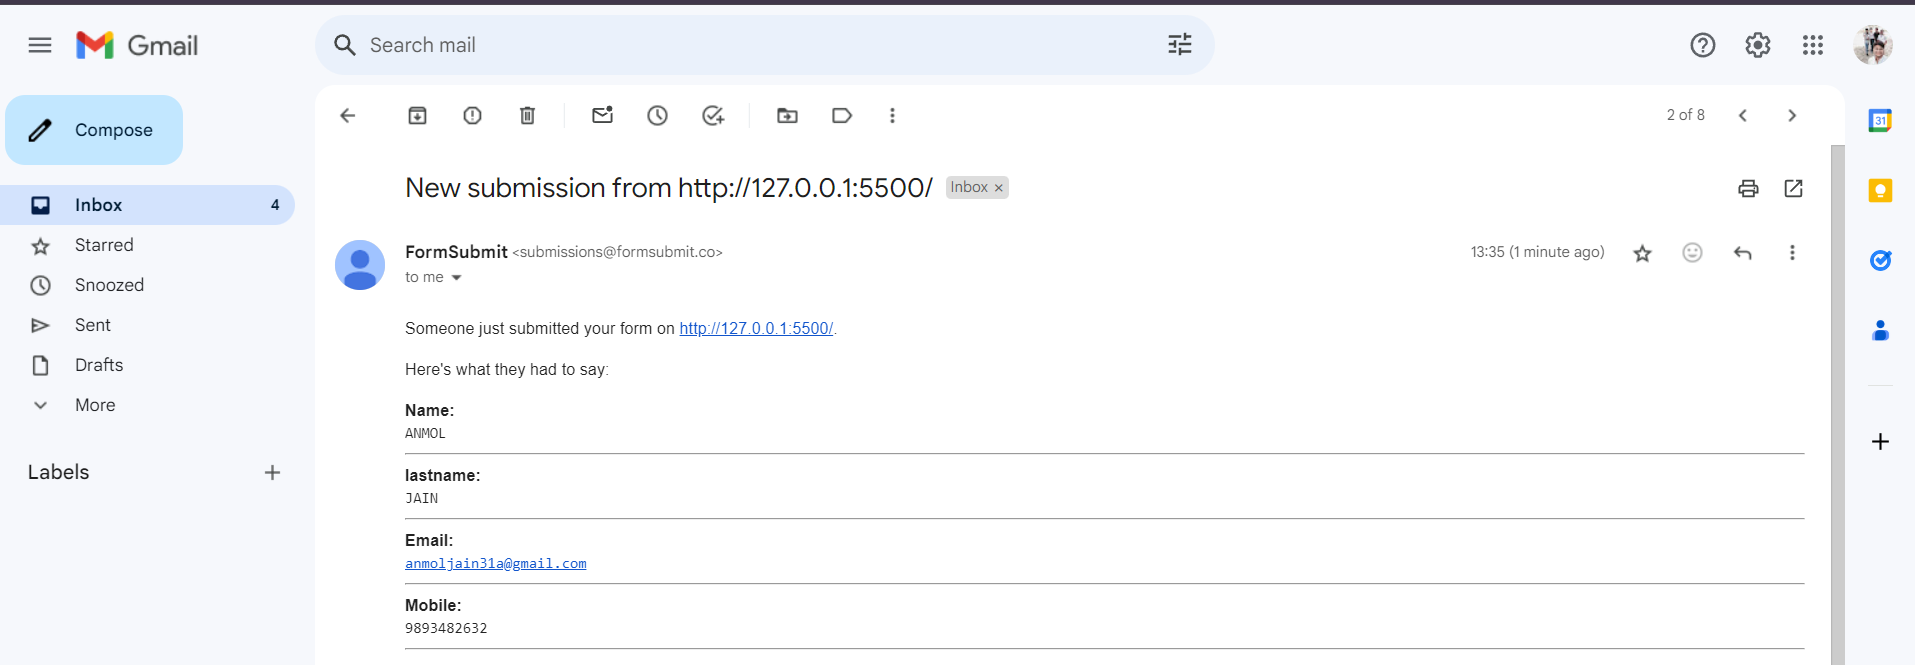 Gmail
Search mail
Compose
2 of 8
31
New submission from http://127.0.0.1:5500/ Inbox ×
Inbox 4
Starred
Snoozed
Sent
Drafts
More
Labels
FormSubmit <submissions@formsubmit.co>
13:35 (1 minute ago)
to me
Someone just submitted your form on http://127.0.0.1:5500/.
Here's what they had to say:
Name:
ANMOL
lastname:
JAIN
Email:
anmoljain31a@gmail.com
Mobile:
9893482632